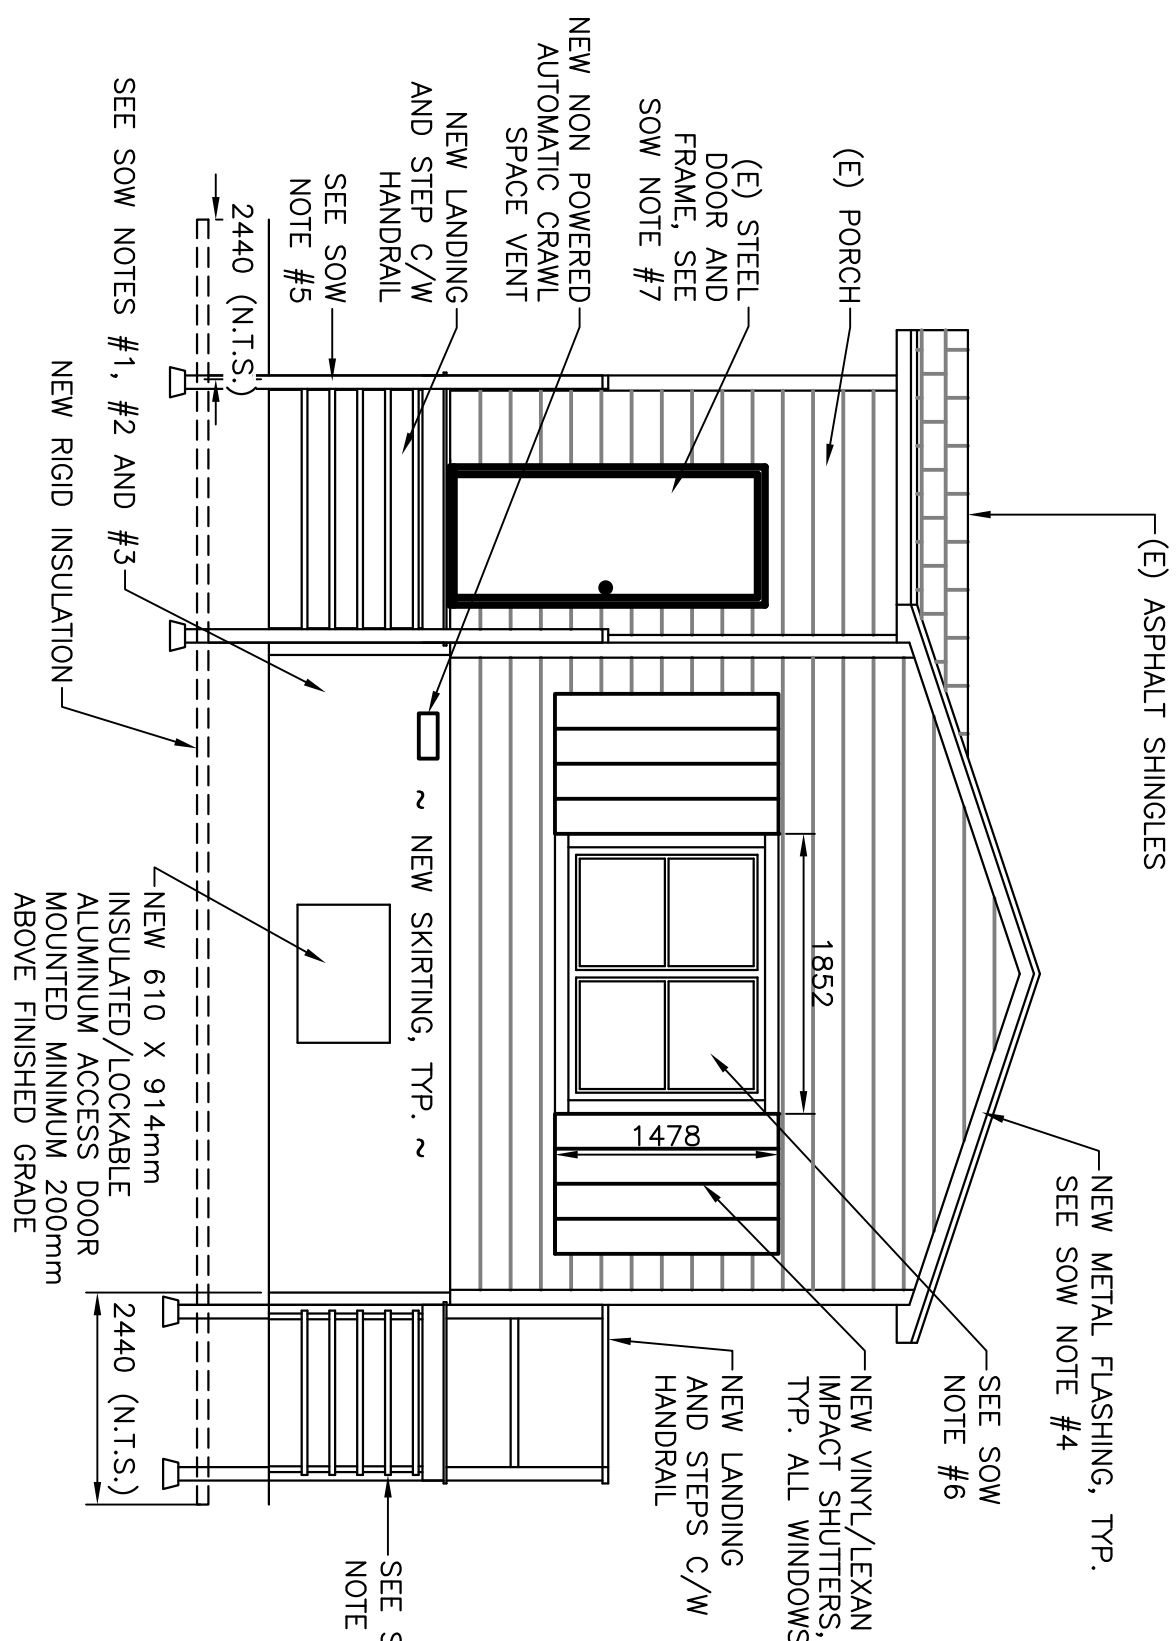 (E) ASPHALT SHINGLES
(E) PORCH
(E) STEEL
DOOR AND
FRAME, SEE
SOW NOTE #7
NEW NON POWERED
AUTOMATIC CRAWL
SPACE VENT
NEW LANDING
AND STEP C/W
HANDRAIL
SEE SOW
NOTE #5
2440 (N.T.S.)
SEE SOW NOTES #1, #2 AND #3
NEW RIGID INSULATION
1852
1478
~ NEW SKIRTING, TYP. ~
NEW 610 X 914mm
INSULATED/LOCKABLE
ALUMINUM ACCESS DOOR
MOUNTED MINIMUM 200mm
ABOVE FINISHED GRADE
NEW METAL FLASHING, TYP.
SEE SOW NOTE #4
SEE SOW
NOTE #6
NEW VINYL/LEXAN
IMPACT SHUTTERS,
TYP. ALL WINDOWS
NEW LANDING
AND STEPS C/W
HANDRAIL
SEE
NOTE
2440 (N.T.S.)